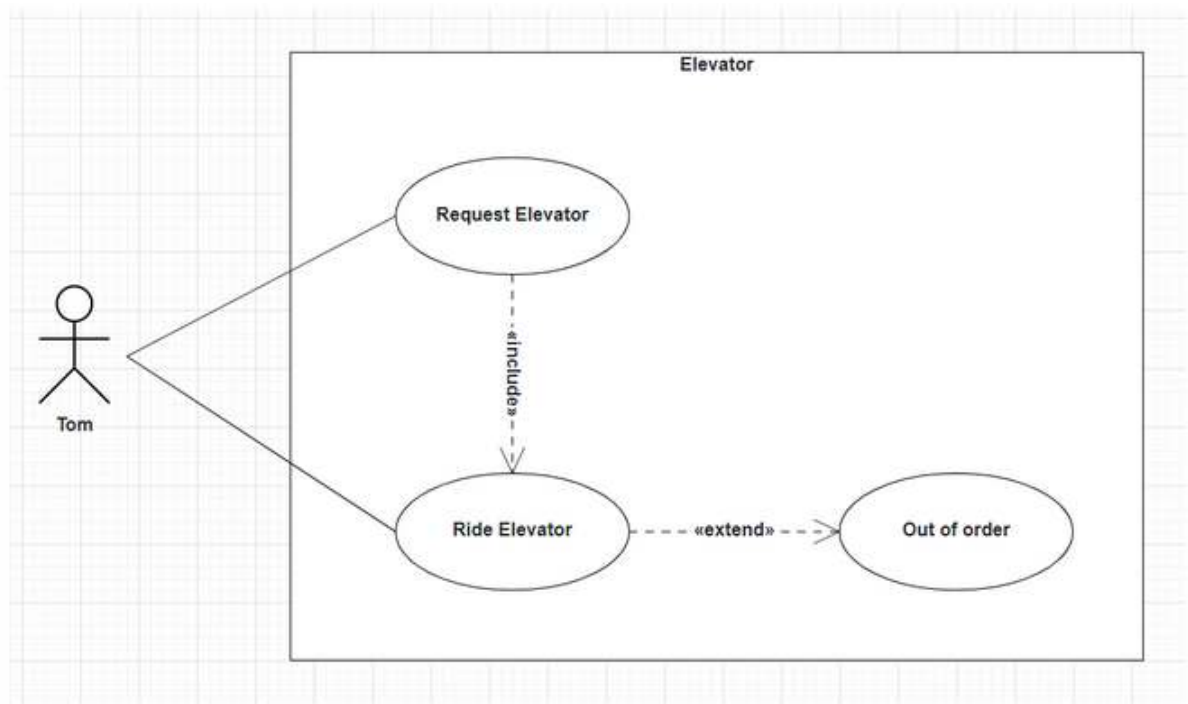 Elevator
Request Elevator
«include»
Tom
Ride Elevator
«extend»
Out of order